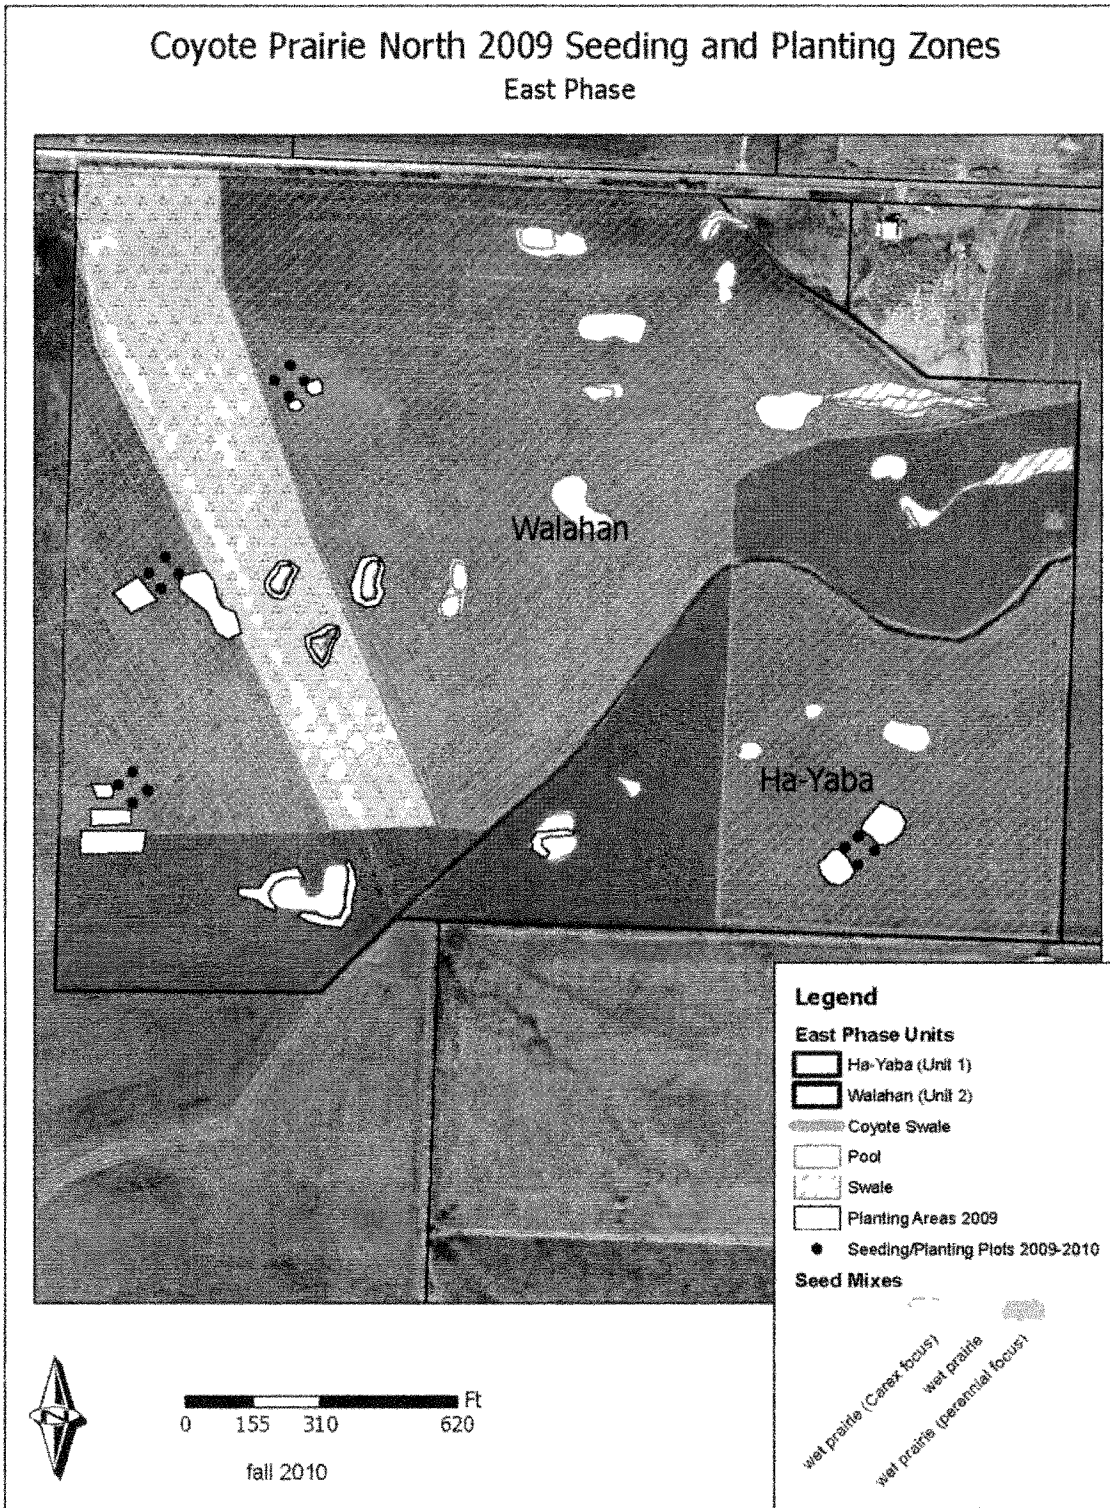 Coyote Prairie North 2009 Seeding and Planting Zones
East Phase
Walahan
Ha-Yaba
Legend
East Phase Units
Ha-Yaba (Unit 1)
Walahan (Unit 2)
Coyote Swale
Pool
Swale
Planting Areas 2009
Seeding/Planting Plots 2009-2010
Seed Mixes
wet prairie (Carex focus)
wet prairie
wet prairie (perennial focus)
N
Ft
0 155 310 620
fall 2010